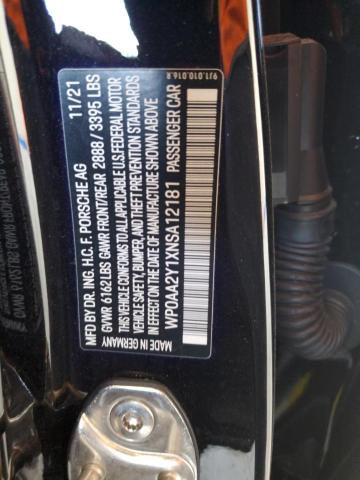 9J1.010.016.R
11/21
MFD BY DR. ING. H.C. F. PORSCHE AG
GVWR 6162 LBS GAWR FRONT/REAR 2888 / 3395 LBS
THIS VEHICLE CONFORMS TO ALL APPLICABLE U.S.FEDERAL MOTOR
VEHICLE SAFETY, BUMPER, AND THEFT PREVENTION STANDARDS
IN EFFECT ON THE DATE OF MANUFACTURE SHOWN ABOVE
WP0AA2Y1XNSA12181 PASSENGER CAR
MADE IN GERMANY